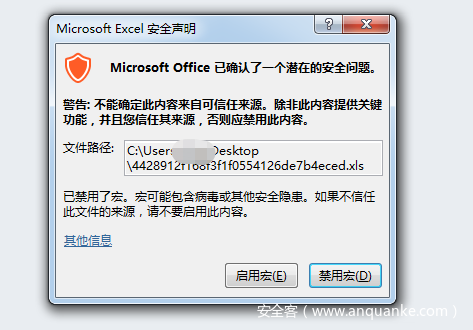 Microsoft Excel 安全声明
Microsoft Office 已确认了一个潜在的安全问题。
警告: 不能确定此内容来自可信任来源。除非此内容提供关键
功能，并且您信任其来源，否则应禁用此内容。
文件路径:
C:\Users Desktop
\4428912f168f3f1f0554126de7b4eced.xls
已禁用了宏。宏可能包含病毒或其他安全隐患。如果不信任
此文件的来源，请不要启用此内容。
其他信息
启用宏(E)
禁用宏(D)
安全客（www.anquanke.com）